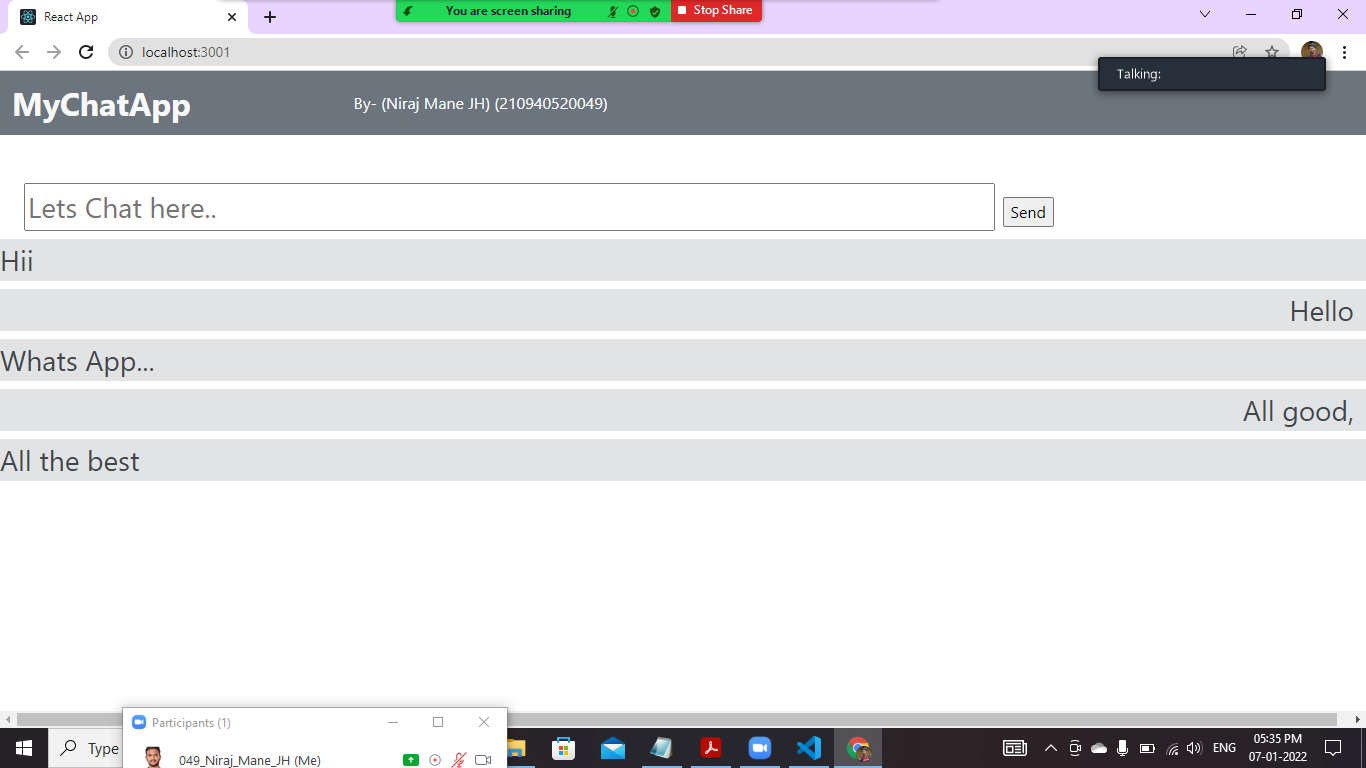 React App
You are screen sharing
Stop Share
localhost:3001
Talking:
MyChatApp
By- (Niraj Mane JH) (210940520049)
Lets Chat here..
Send
Hii
Hello
Whats App...
All good,
All the best
Participants (1)
049_Niraj_Mane_JH (Me)
Type
ENG
05:35 PM
07-01-2022